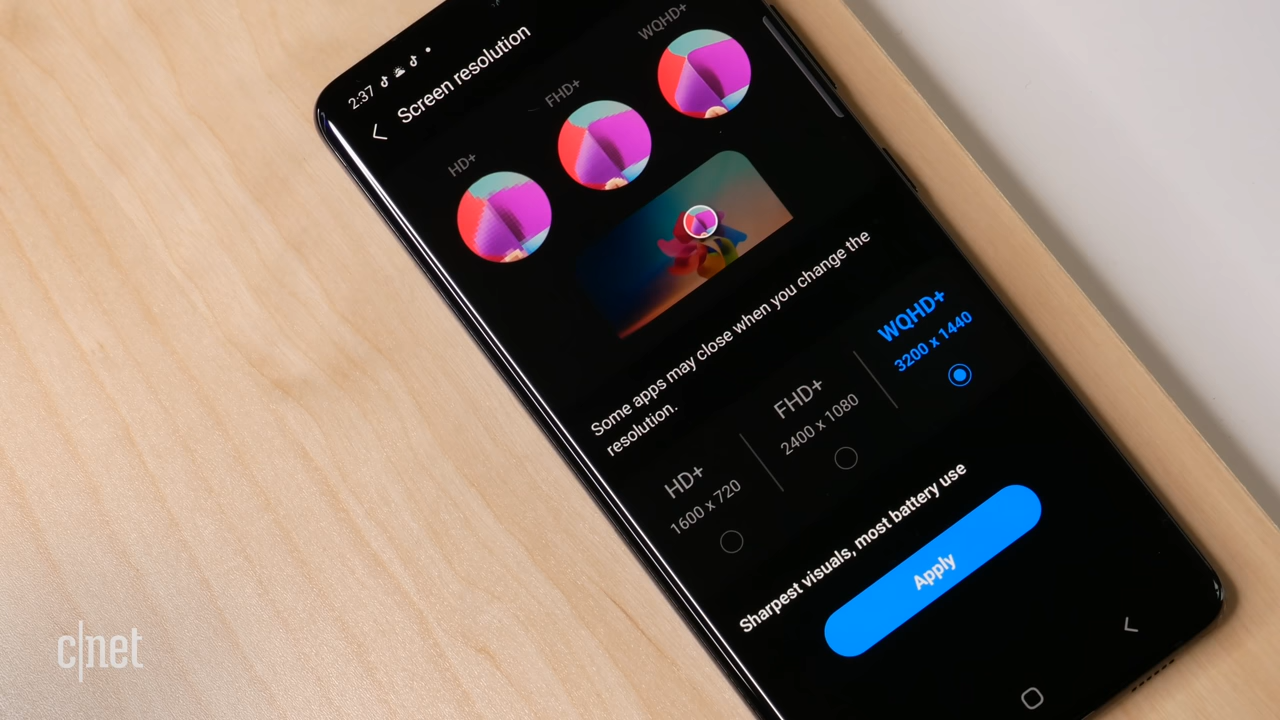 2:37
Screen resolution
HD+
FHD+
WQHD+
Some apps may close when you change the
resolution.
HD+
1600 x 720
FHD+
2400 x 1080
WQHD+
3200 x 1440
Sharpest visuals, most battery use
Apply
c|net